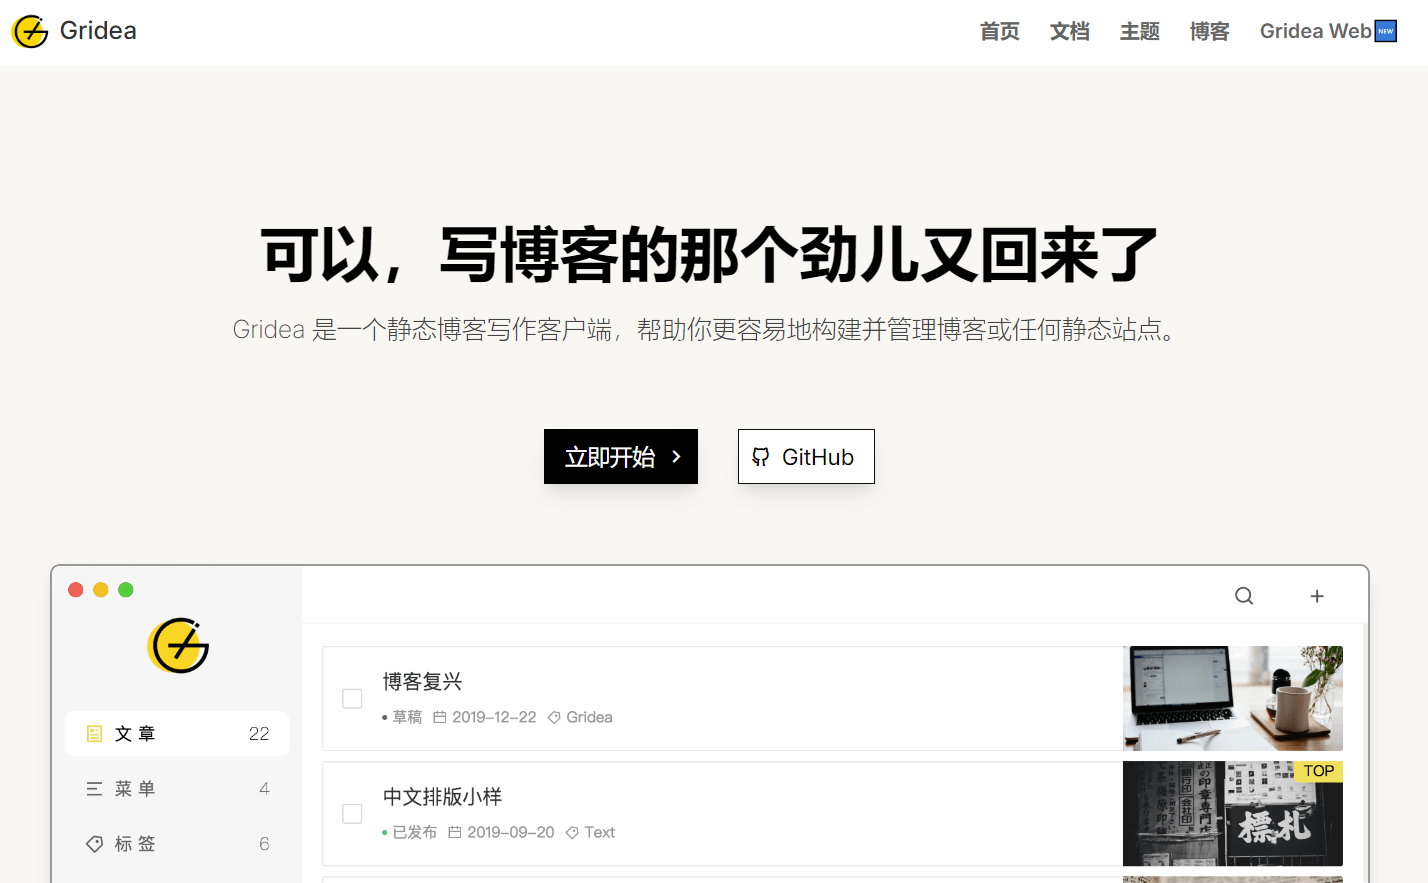 Gridea
首页 文档 主题 博客 Gridea Web NEW
可以，写博客的那个劲儿又回来了
Gridea 是一个静态博客写作客户端，帮助你更容易地构建并管理博客或任何静态站点。
立即开始 GitHub
文章 22
菜单 4
标签 6
博客复兴
草稿 2019-12-22 Gridea
中文排版小样
已发布 2019-09-20 Text
TOP
標札